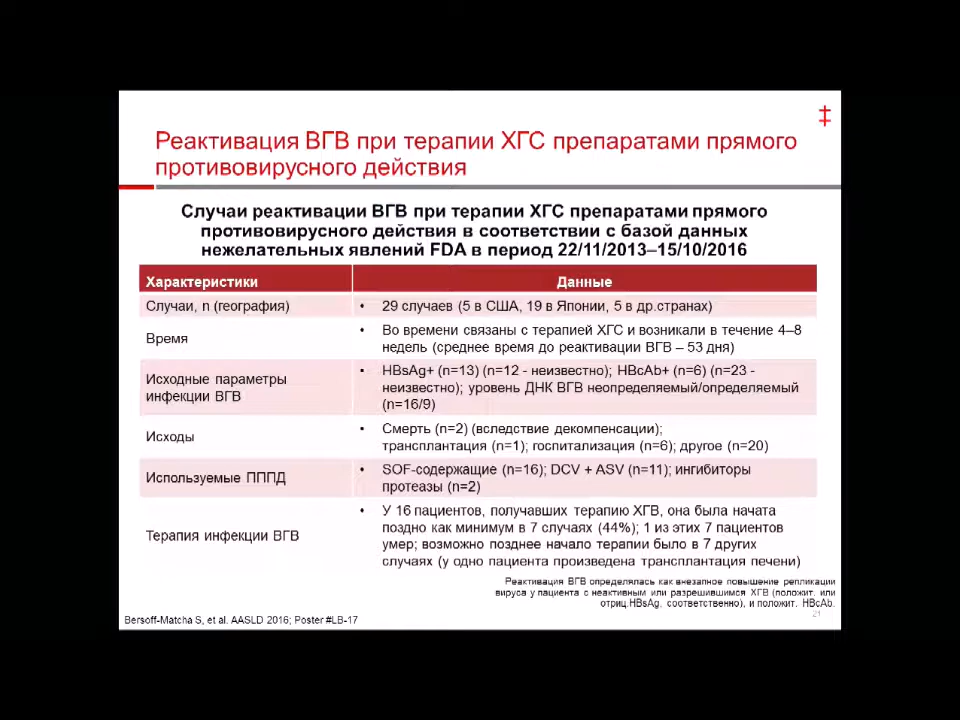 Реактивация ВГВ при терапии ХГС препаратами прямого
противовирусного действия
Случаи реактивации ВГВ при терапии ХГС препаратами прямого
противовирусного действия в соответствии с базой данных
нежелательных явлений FDA в период 22/11/2013–15/10/2016
Характеристики Данные
Случаи, n (география) • 29 случаев (5 в США, 19 в Японии, 5 в др.странах)
Время • Во времени связаны с терапией ХГС и возникали в течение 4–8
недель (среднее время до реактивации ВГВ – 53 дня)
Исходные параметры
инфекции ВГВ
• HBsAg+ (n=13) (n=12 - неизвестно); HBcAb+ (n=6) (n=23 -
неизвестно); уровень ДНК ВГВ неопределяемый/определяемый
(n=16/9)
Исходы • Смерть (n=2) (вследствие декомпенсации);
трансплантация (n=1); госпитализация (n=6); другое (n=20)
Используемые ПППД • SOF-содержащие (n=16); DCV + ASV (n=11); ингибиторы
протеазы (n=2)
Терапия инфекции ВГВ • У 16 пациентов, получавших терапию ХГВ, она была начата
поздно как минимум в 7 случаях (44%); 1 из этих 7 пациентов
умер; возможно позднее начало терапии было в 7 других
случаях (у одно пациента произведена трансплантация печени)
Реактивация ВГВ определялась как внезапное повышение репликации
вируса у пациента с неактивным или разрешившимся ХГВ (положит. или
отриц.HBsAg, соответственно), и положит. HBcAb.
21
Bersoff-Matcha S, et al. AASLD 2016; Poster #LB-17